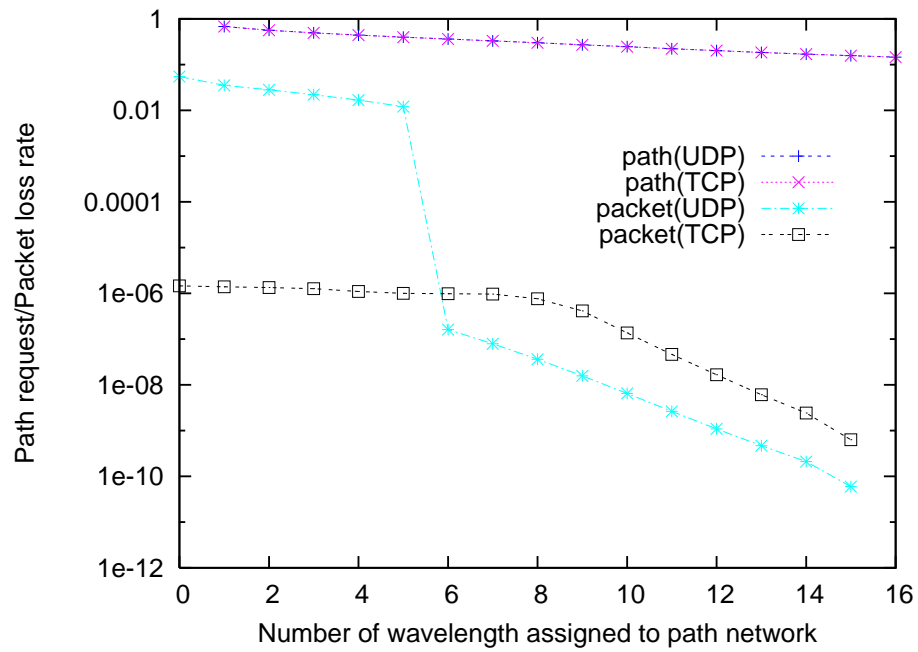 1
0.01
0.0001
1e-06
1e-08
1e-10
1e-12
Path request/Packet loss rate
path(UDP)
path(TCP)
packet(UDP)
packet(TCP)
0 2 4 6 8 10 12 14 16
Number of wavelength assigned to path network